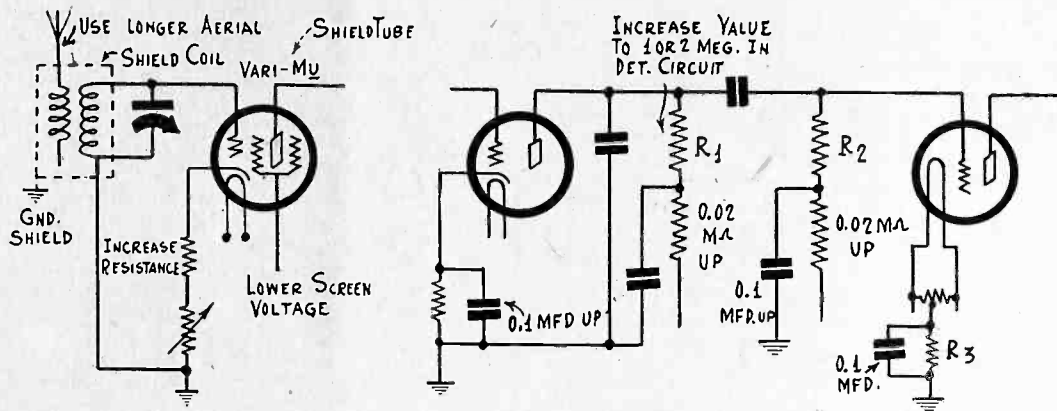 USE LONGER AERIAL
SHIELD COIL
SHIELD TUBE
VARI-MU
GND.
SHIELD
INCREASE
RESISTANCE
LOWER SCREEN
VOLTAGE
INCREASE VALUE
TO 1 OR 2 MEG. IN
DET. CIRCUIT
R1
R2
0.02
MΩ
UP
0.02 MΩ
UP
0.1 MFD UP
0.1
MFD. UP
0.1
MFD.
R3